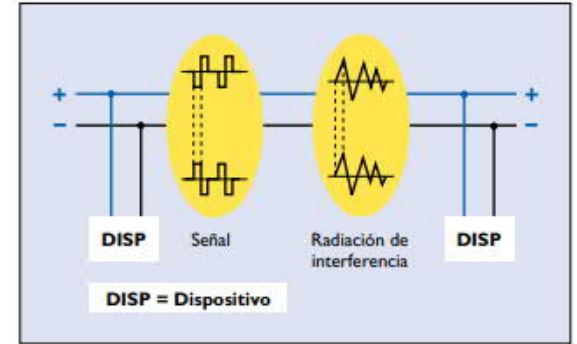 + +
− −
DISP Señal Radiación de DISP
interferencia
DISP = Dispositivo